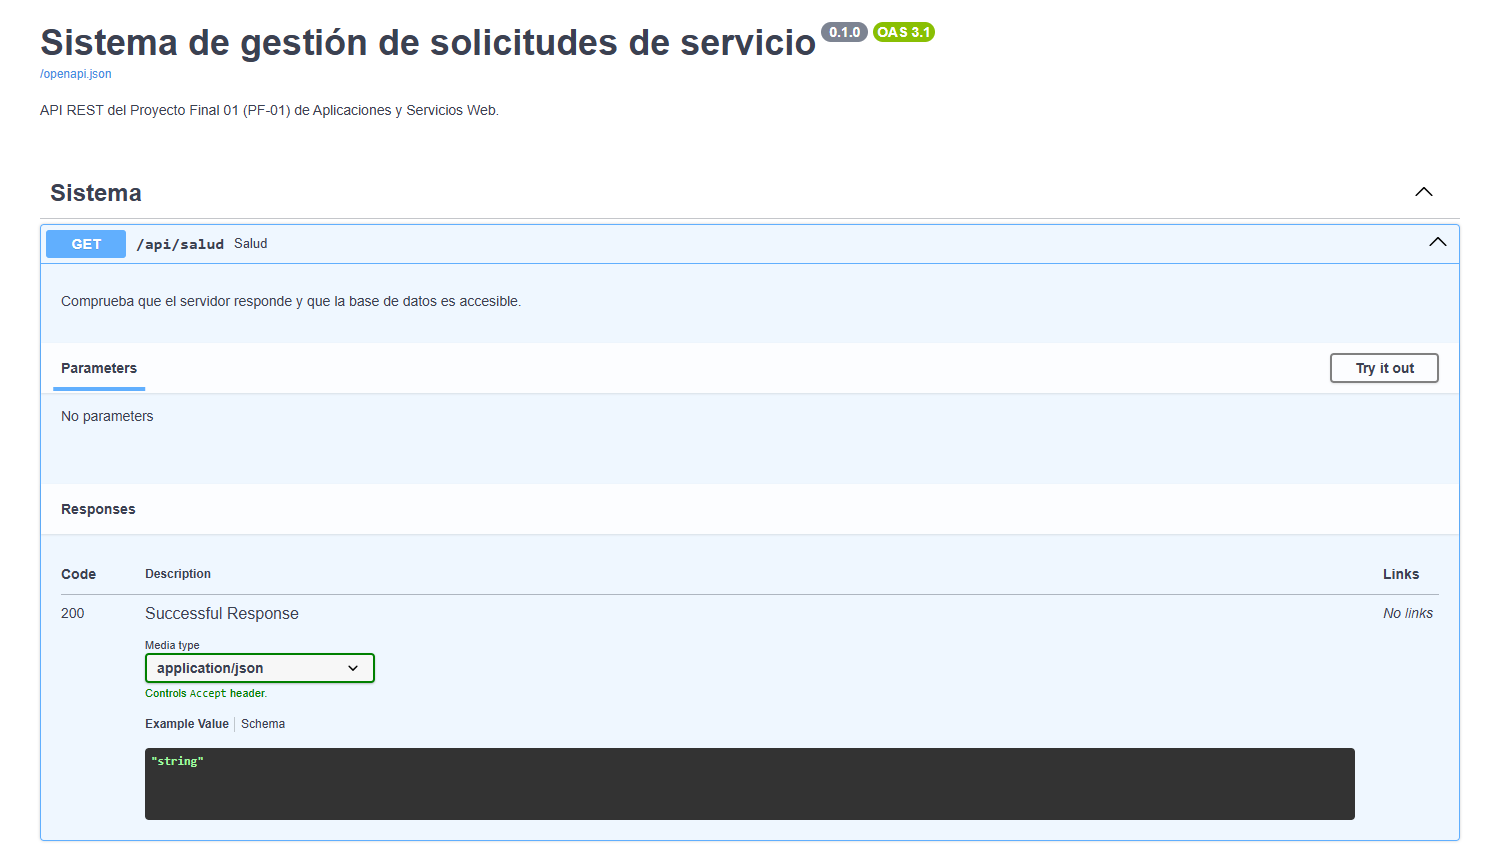 Sistema de gestión de solicitudes de servicio 0.1.0 OAS 3.1
/openapi.json
API REST del Proyecto Final 01 (PF-01) de Aplicaciones y Servicios Web.
Sistema
GET /api/salud Salud
Comprueba que el servidor responde y que la base de datos es accesible.
Parameters Try it out
No parameters
Responses
Code Description Links
200 Successful Response No links
Media type
application/json
Controls Accept header.
Example Value Schema
"string"